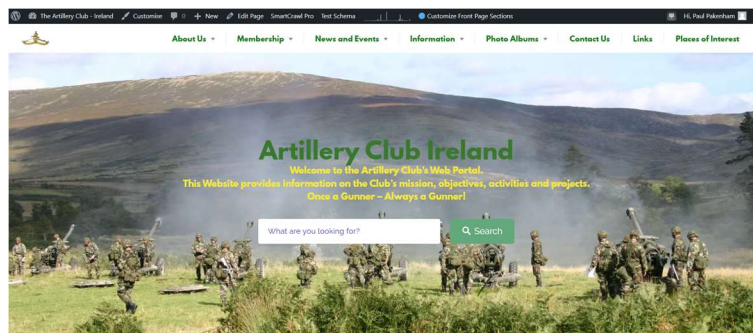 The Artillery Club - Ireland Customise 0 + New Edit Page SmartCrawl Pro Test Schema Customize Front Page Sections Hi, Paul Pakenham
About Us Membership News and Events Information Photo Albums Contact Us Links Places of Interest
Artillery Club Ireland
Welcome to the Artillery Club's Web Portal.
This Website provides Information on the Club's mission, objectives, activities and projects.
Once a Gunner – Always a Gunner!
What are you looking for? Search